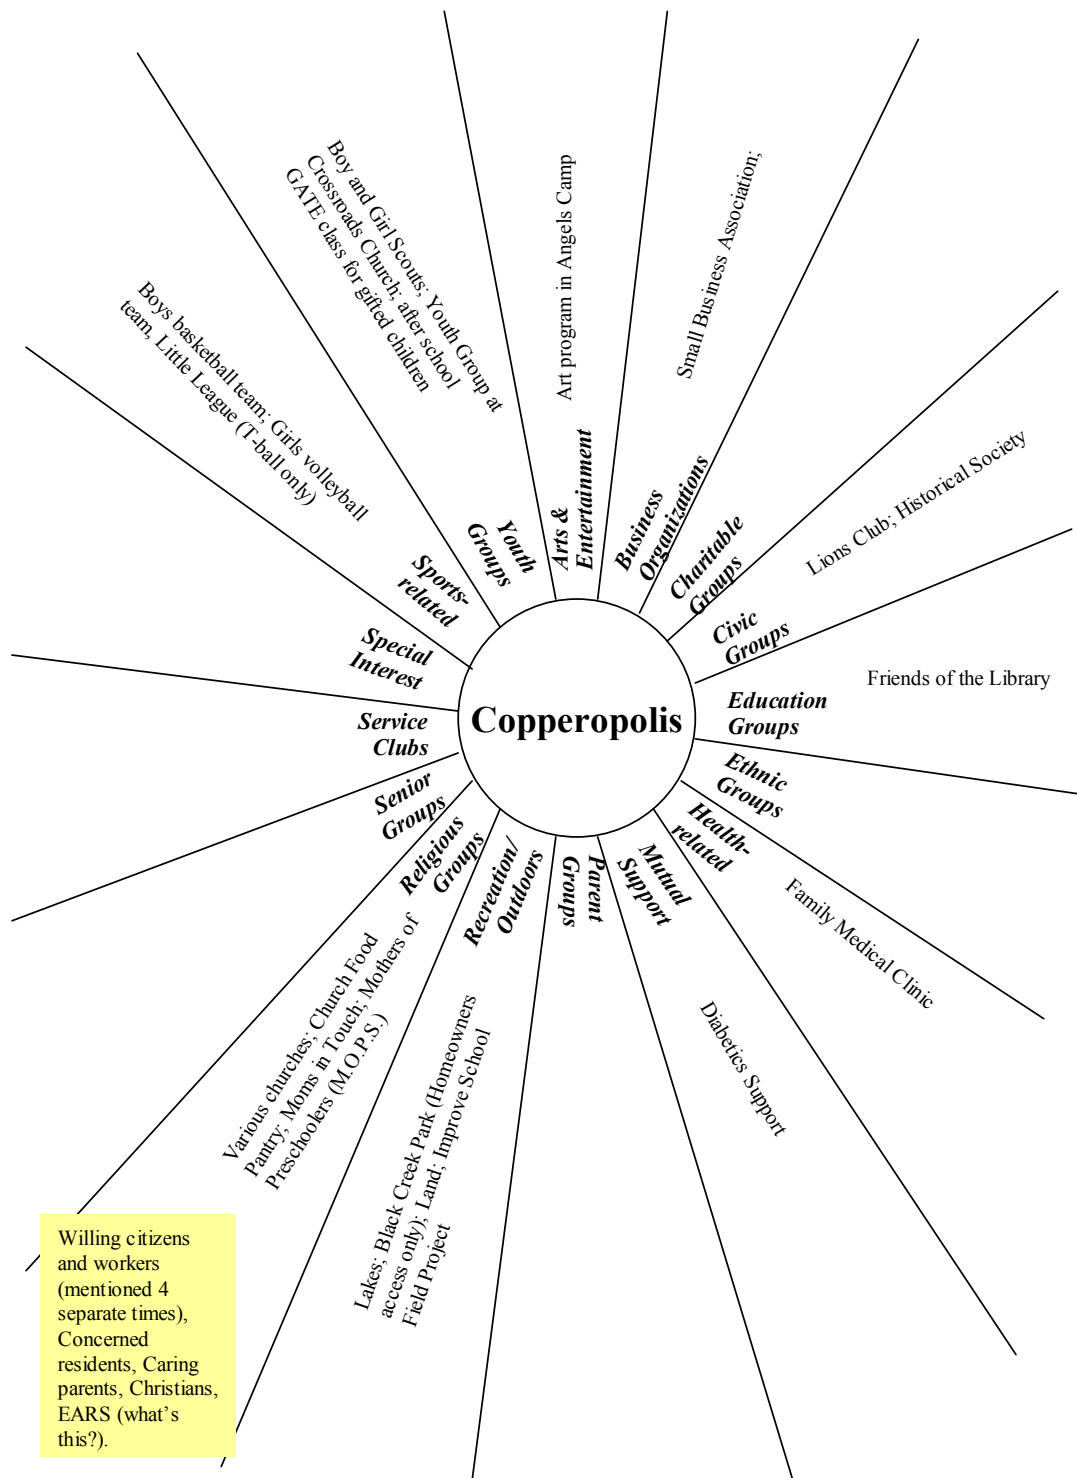 Copperopolis
Arts &
Entertainment
Art program in Angels Camp
Business
Organizations
Small Business Association;
Charitable
Groups
Civic
Groups
Lions Club; Historical Society
Education
Groups
Friends of the Library
Ethnic
Groups
Health-
related
Family Medical Clinic
Mutual
Support
Diabetics Support
Parent
Groups
Recreation/
Outdoors
Lakes; Black Creek Park (Homeowners
access only); Land; Improve School
Field Project
Religious
Groups
Various churches; Church Food
Pantry; Moms in Touch; Mothers of
Preschoolers (M.O.P.S.)
Senior
Groups
Service
Clubs
Special
Interest
Sports-
related
Boys basketball team; Girls volleyball
team, Little League (T-ball only)
Youth
Groups
Boy and Girl Scouts; Youth Group at
Crossroads Church; after school
GATE class for gifted children
Willing citizens
and workers
(mentioned 4
separate times),
Concerned
residents, Caring
parents, Christians,
EARS (what's
this?).